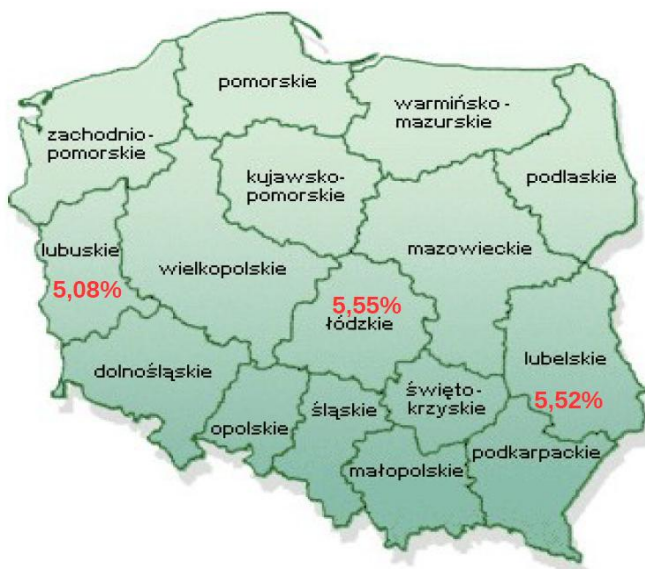 pomorskie
warmińsko-
mazurskie
zachodnio-
pomorskie
kujawsko-
pomorskie
podlaskie
lubuskie
5,08%
wielkopolskie
mazowieckie
5,55%
łódzkie
lubelskie
5,52%
dolnośląskie
święto-
krzyskie
opolskie
śląskie
małopolskie
podkarpackie